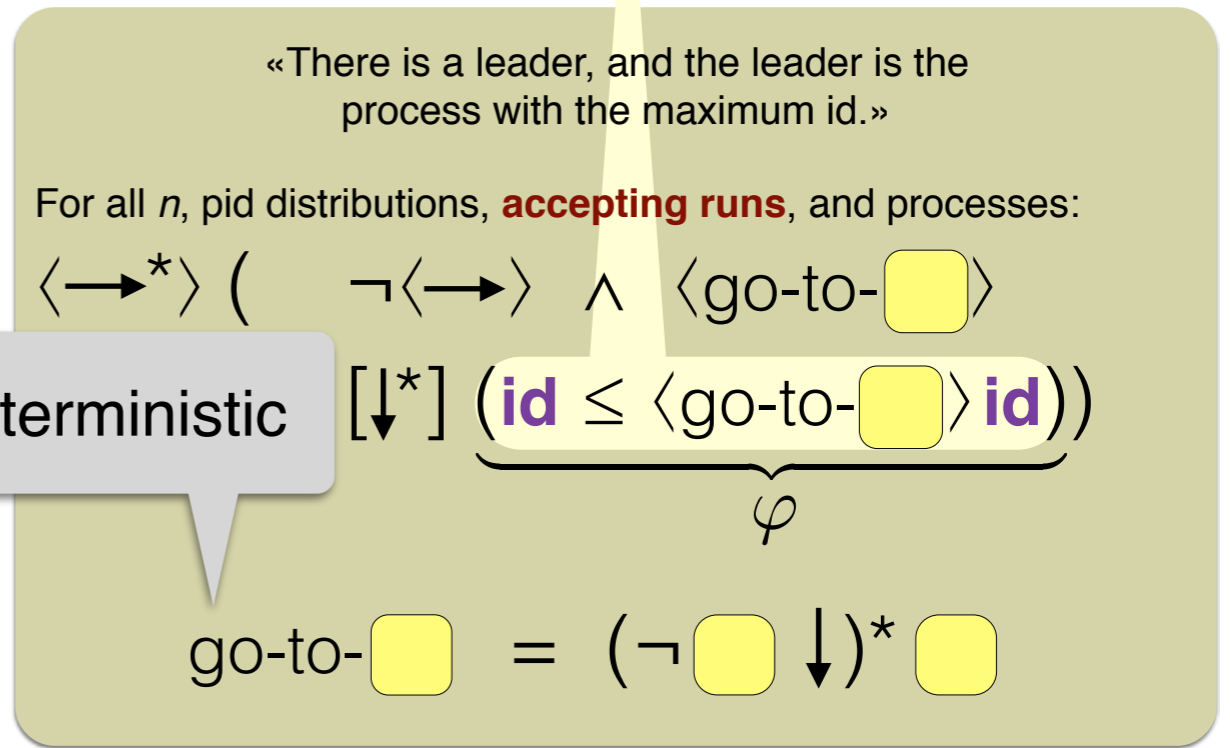 «There is a leader, and the leader is the
process with the maximum id.»
For all n, pid distributions, accepting runs, and processes:
⟨→*⟩ ( ¬⟨→⟩ ∧ ⟨go-to-🟨⟩
terministic [↓*] (id ≤ ⟨go-to-🟨⟩id))
φ
go-to-🟨 = (¬🟨 ↓)* 🟨